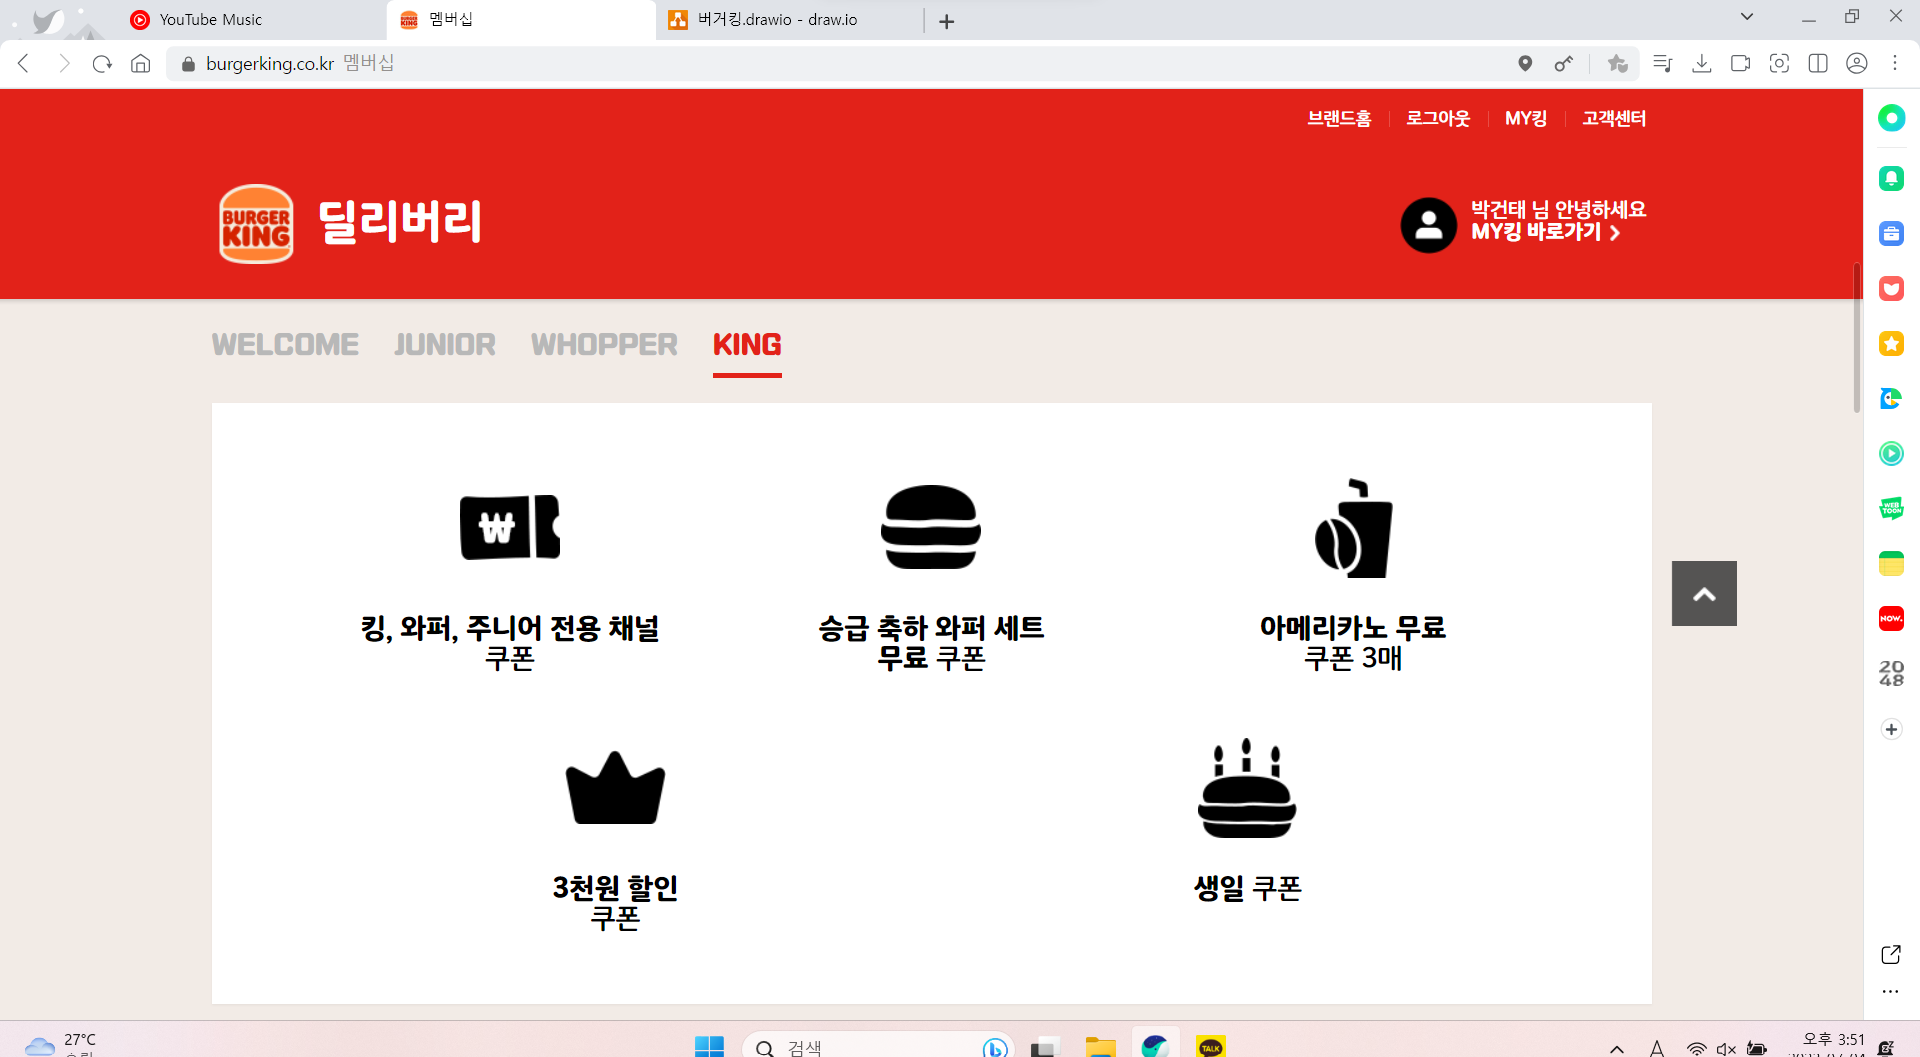 YouTube Music
멤버십
버거킹.drawio - draw.io
burgerking.co.kr 멤버십
브랜드홈 로그아웃 MY킹 고객센터
BURGER
KING
딜리버리
박건태 님 안녕하세요
MY킹 바로가기
WELCOME JUNIOR WHOPPER KING
킹, 와퍼, 주니어 전용 채널
쿠폰
승급 축하 와퍼 세트
무료 쿠폰
아메리카노 무료
쿠폰 3매
3천원 할인
쿠폰
생일 쿠폰
WEB
TOON
NOW.
20
48
27°C
검색
TALK
A
오후 3:51